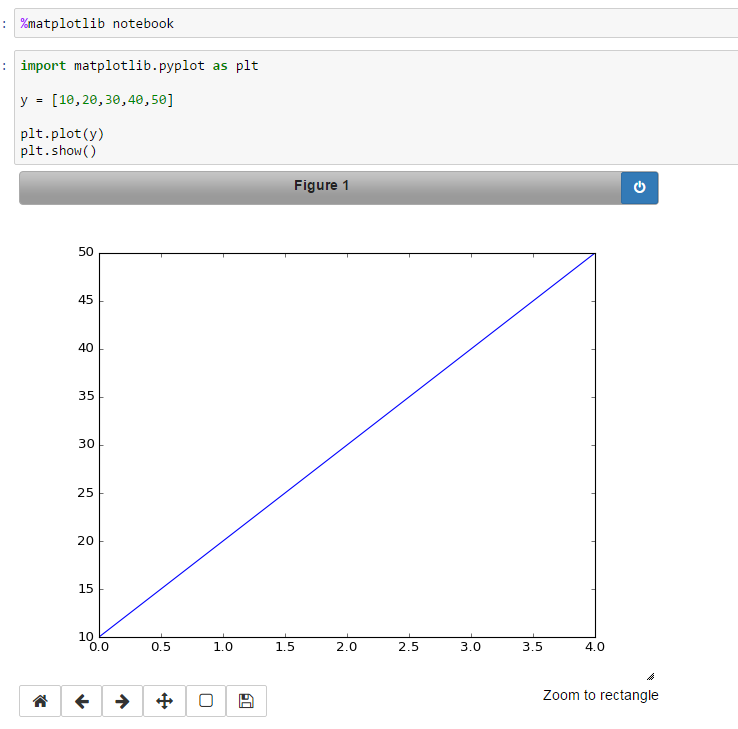 : %matplotlib notebook
: import matplotlib.pyplot as plt
y = [10,20,30,40,50]
plt.plot(y)
plt.show()
Figure 1
50
45
40
35
30
25
20
15
10
0.0 0.5 1.0 1.5 2.0 2.5 3.0 3.5 4.0
Zoom to rectangle